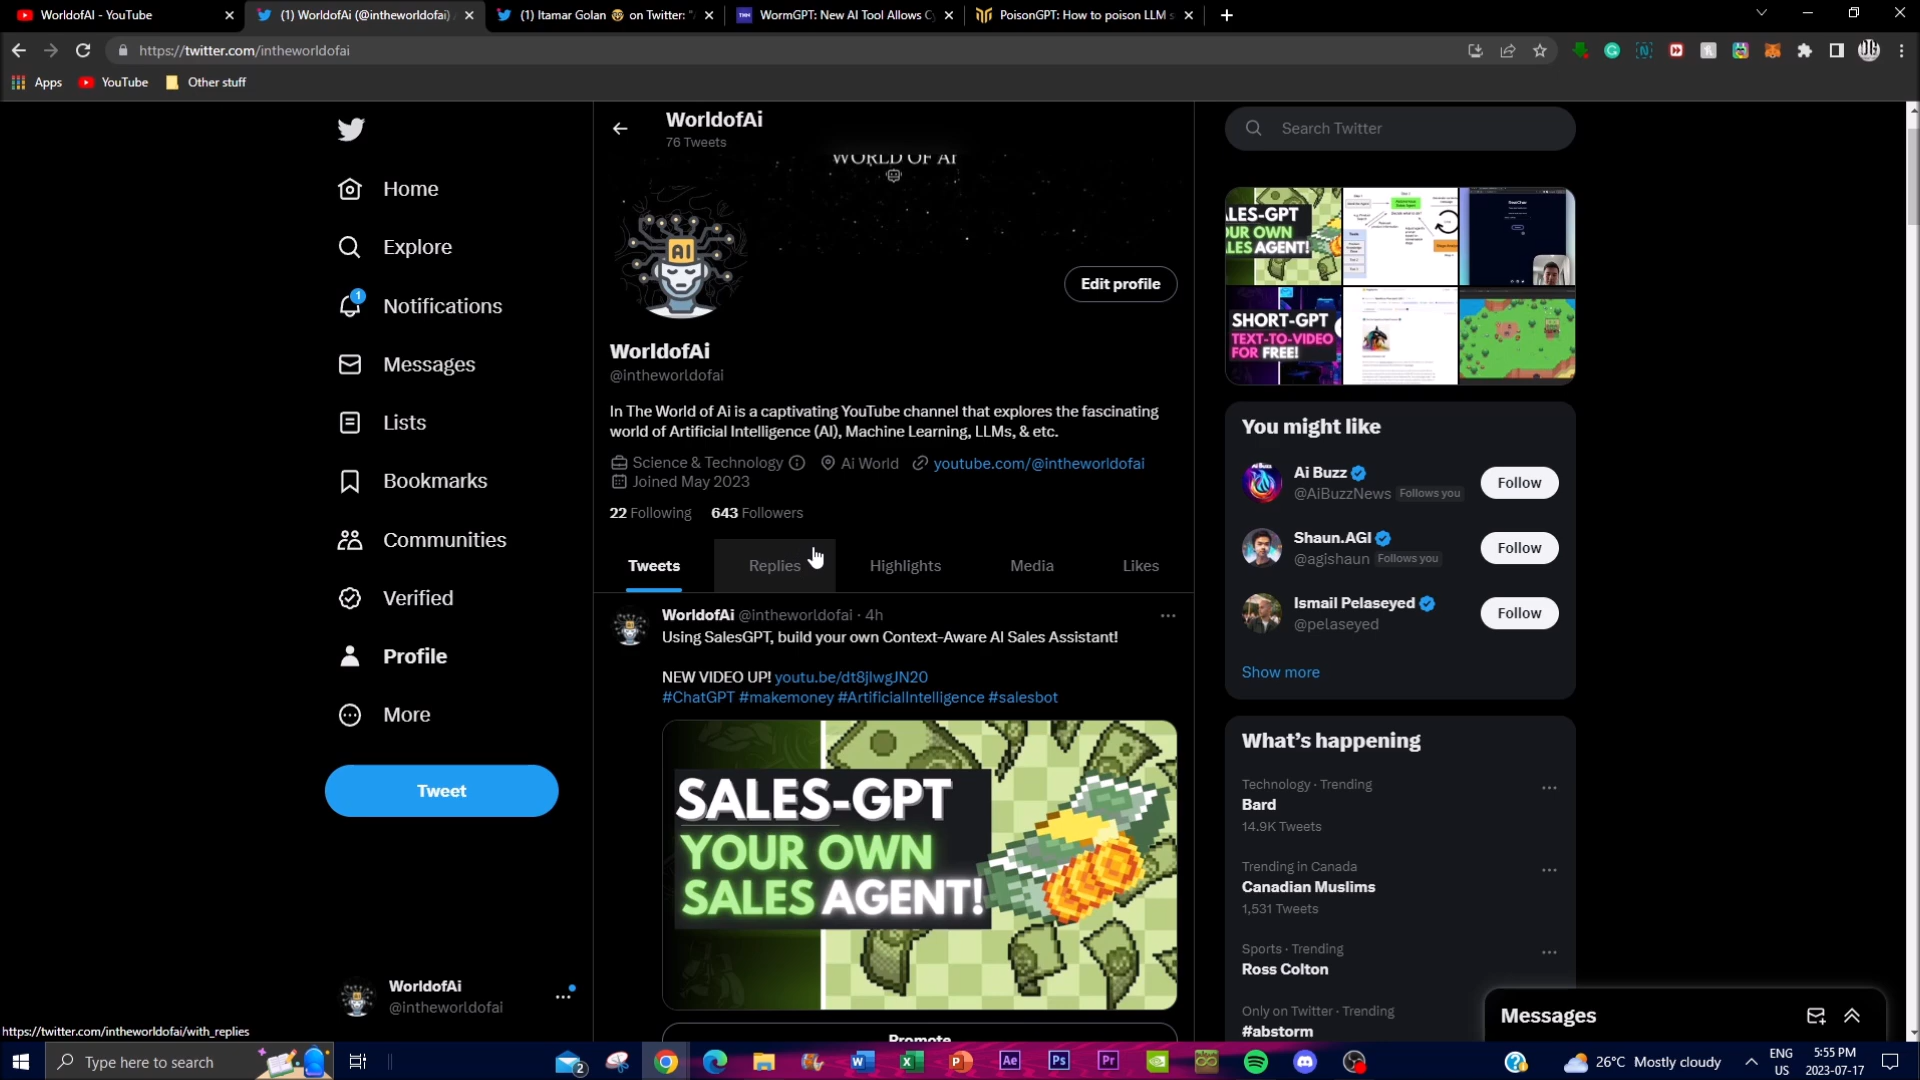 WorldofAI - YouTube
(1) WorldofAi (@intheworldofai)
(1) Itamar Golan 🤓 on Twitter: "
WormGPT: New AI Tool Allows C
PoisonGPT: How to poison LLM s
https://twitter.com/intheworldofai
Apps
YouTube
Other stuff
Home
Explore
1
Notifications
Messages
Lists
Bookmarks
Communities
Verified
Profile
More
Tweet
WorldofAi
@intheworldofai
WorldofAi
76 Tweets
WORLD OF AI
AI
Edit profile
WorldofAi
@intheworldofai
In The World of Ai is a captivating YouTube channel that explores the fascinating
world of Artificial Intelligence (AI), Machine Learning, LLMs, & etc.
Science & Technology
Ai World
youtube.com/@intheworldofai
Joined May 2023
22 Following 643 Followers
Tweets
Replies
Highlights
Media
Likes
WorldofAi @intheworldofai · 4h
Using SalesGPT, build your own Context-Aware AI Sales Assistant!
NEW VIDEO UP! youtu.be/dt8jIwgJN20
#ChatGPT #makemoney #ArtificialIntelligence #salesbot
SALES-GPT
YOUR OWN
SALES AGENT!
Promote
Search Twitter
ALES-GPT
OUR OWN
ALES AGENT!
SHORT-GPT
TEXT-TO-VIDEO
FOR FREE!
You might like
Ai Buzz
@AiBuzzNews Follows you
Follow
Shaun.AGI
@agishaun Follows you
Follow
Ismail Pelaseyed
@pelaseyed
Follow
Show more
What's happening
Technology · Trending
Bard
14.9K Tweets
Trending in Canada
Canadian Muslims
1,531 Tweets
Sports · Trending
Ross Colton
Only on Twitter · Trending
#abstorm
Messages
https://twitter.com/intheworldofai/with_replies
Type here to search
2
26°C Mostly cloudy
ENG
US
5:55 PM
2023-07-17